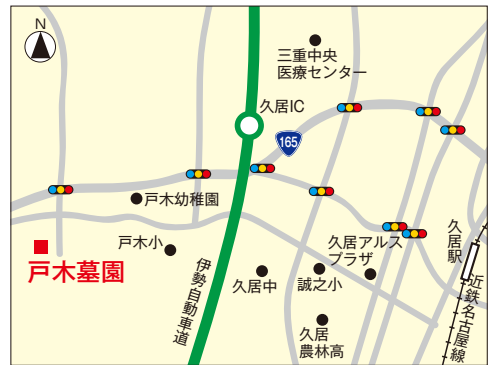 N
三重中央
医療センター
久居IC
165
戸木幼稚園
戸木小
戸木墓園
伊勢自動車道
久居中
誠之小
久居アルス
プラザ
久居
農林高
久居駅
近鉄名古屋線